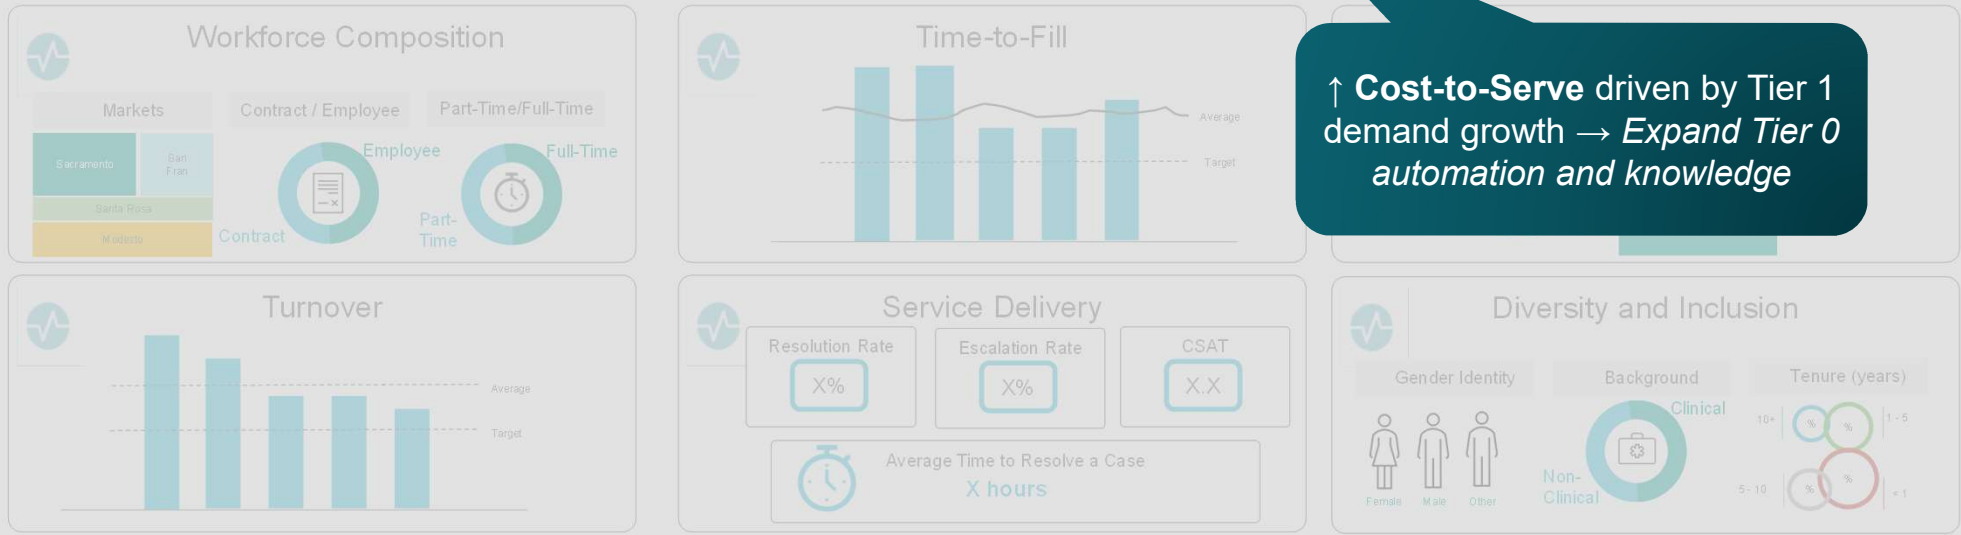 Workforce Composition
Markets
Contract / Employee
Part-Time/Full-Time
Sacramento
San
Fran
Santa Rosa
Modesto
Employee
Contract
Full-Time
Part-
Time
Time-to-Fill
Average
Target
↑ Cost-to-Serve driven by Tier 1
demand growth → Expand Tier 0
automation and knowledge
Turnover
Average
Target
Service Delivery
Resolution Rate
X%
Escalation Rate
X%
CSAT
X.X
Average Time to Resolve a Case
X hours
Diversity and Inclusion
Gender Identity
Female
Male
Other
Background
Clinical
Non-
Clinical
Tenure (years)
10+
%
%
1 - 5
5 - 10
%
%
< 1